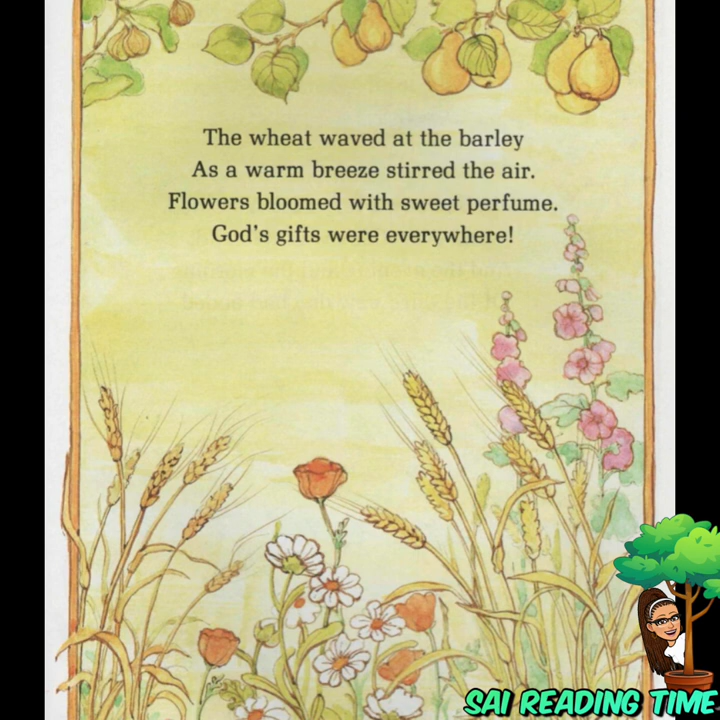 The wheat waved at the barley
As a warm breeze stirred the air.
Flowers bloomed with sweet perfume.
God's gifts were everywhere!
SAI READING TIME